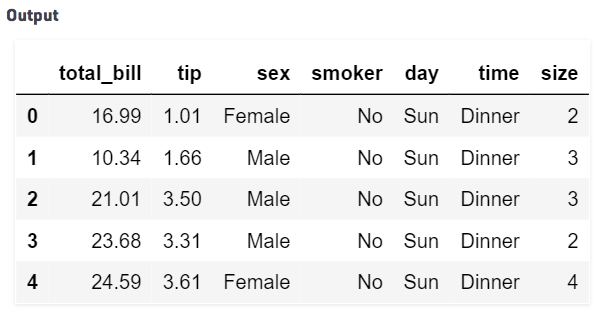 Output
total_bill tip sex smoker day time size
0 16.99 1.01 Female No Sun Dinner 2
1 10.34 1.66 Male No Sun Dinner 3
2 21.01 3.50 Male No Sun Dinner 3
3 23.68 3.31 Male No Sun Dinner 2
4 24.59 3.61 Female No Sun Dinner 4